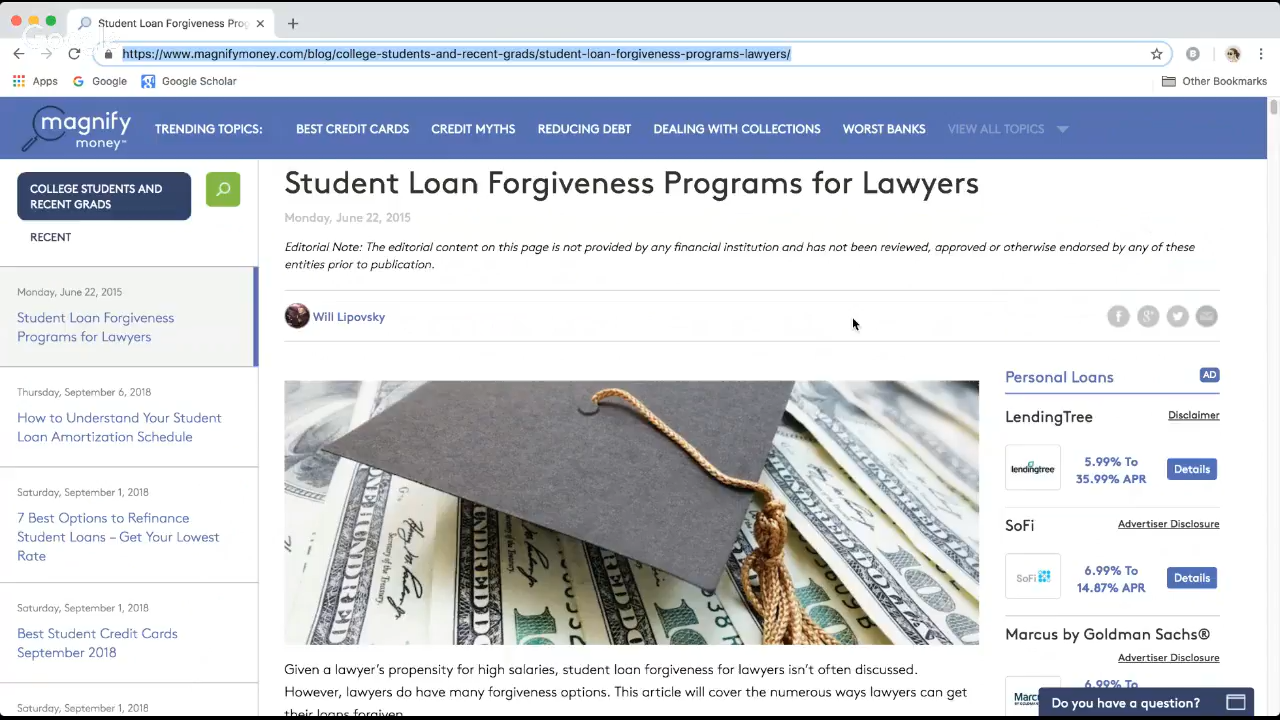 Student Loan Forgiveness Prog
Google
https://www.magnifymoney.com/blog/college-students-and-recent-grads/student-loan-forgiveness-programs-lawyers/
B
Apps
Google
Google Scholar
Other Bookmarks
magnify
money™
TRENDING TOPICS:
BEST CREDIT CARDS
CREDIT MYTHS
REDUCING DEBT
DEALING WITH COLLECTIONS
WORST BANKS
VIEW ALL TOPICS
COLLEGE STUDENTS AND
RECENT GRADS
RECENT
Monday, June 22, 2015
Student Loan Forgiveness
Programs for Lawyers
Thursday, September 6, 2018
How to Understand Your Student
Loan Amortization Schedule
Saturday, September 1, 2018
7 Best Options to Refinance
Student Loans – Get Your Lowest
Rate
Saturday, September 1, 2018
Best Student Credit Cards
September 2018
Saturday, September 1, 2018
Student Loan Forgiveness Programs for Lawyers
Monday, June 22, 2015
Editorial Note: The editorial content on this page is not provided by any financial institution and has not been reviewed, approved or otherwise endorsed by any of these
entities prior to publication.
Will Lipovsky
Given a lawyer's propensity for high salaries, student loan forgiveness for lawyers isn't often discussed.
However, lawyers do have many forgiveness options. This article will cover the numerous ways lawyers can get
their loans forgiven
Personal Loans
AD
LendingTree
Disclaimer
lendingtree
5.99% To
35.99% APR
Details
SoFi
Advertiser Disclosure
SoFi
6.99% To
14.87% APR
Details
Marcus by Goldman Sachs®
Advertiser Disclosure
6.99% To
Do you have a question?